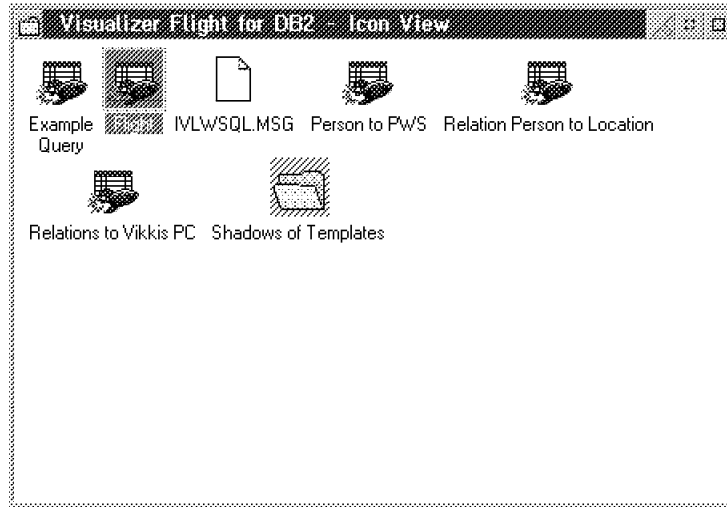 Visualizer Flight for DB2 - Icon View
Example Query
Flight
IVLWSQL.MSG
Person to PWS
Relation Person to Location
Relations to Vikkis PC
Shadows of Templates